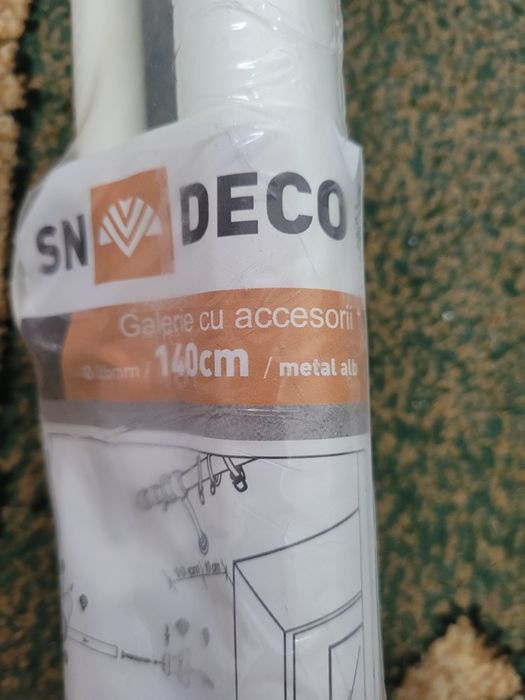 SN DECO
Galerie cu accesorii
140cm / metal alb